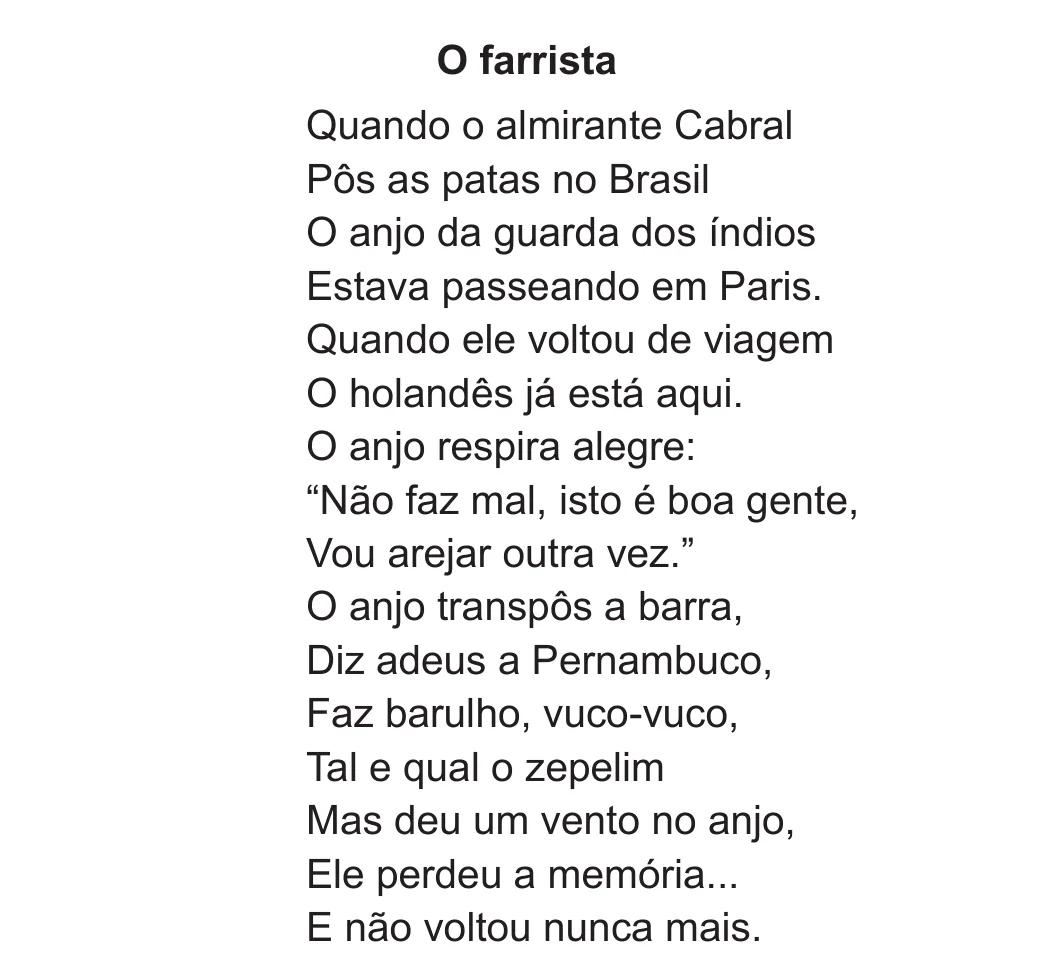 O farrista
Quando o almirante Cabral
Pôs as patas no Brasil
O anjo da guarda dos índios
Estava passeando em Paris.
Quando ele voltou de viagem
O holandês já está aqui.
O anjo respira alegre:
“Não faz mal, isto é boa gente,
Vou arejar outra vez.”
O anjo transpôs a barra,
Diz adeus a Pernambuco,
Faz barulho, vuco-vuco,
Tal e qual o zepelim
Mas deu um vento no anjo,
Ele perdeu a memória...
E não voltou nunca mais.